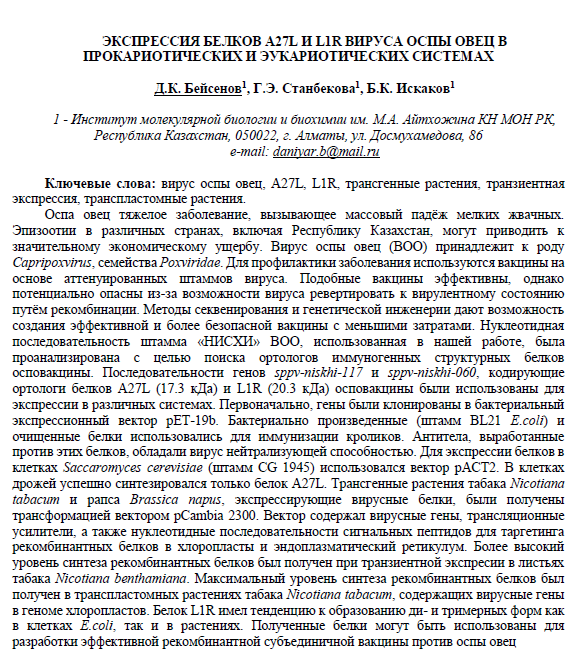 ЭКСПРЕССИЯ БЕЛКОВ A27L И L1R ВИРУСА ОСПЫ ОВЕЦ В
ПРОКАРИОТИЧЕСКИХ И ЭУКАРИОТИЧЕСКИХ СИСТЕМАХ
Д.К. Бейсенов¹, Г.Э. Станбекова¹, Б.К. Искаков¹
1 - Институт молекулярной биологии и биохимии им. М.А. Айтхожина КН МОН РК,
Республика Казахстан, 050022, г. Алматы, ул. Досмухамедова, 86
e-mail: daniyar.b@mail.ru
Ключевые слова: вирус оспы овец, A27L, L1R, трансгенные растения, транзиентная
экспрессия, транспластомные растения.
Оспа овец тяжелое заболевание, вызывающее массовый падёж мелких жвачных.
Эпизоотии в различных странах, включая Республику Казахстан, могут приводить к
значительному экономическому ущербу. Вирус оспы овец (ВОО) принадлежит к роду
Capripoxvirus, семейства Poxviridae. Для профилактики заболевания используются вакцины на
основе аттенуированных штаммов вируса. Подобные вакцины эффективны, однако
потенциально опасны из-за возможности вируса ревертировать к вирулентному состоянию
путём рекомбинации. Методы секвенирования и генетической инженерии дают возможность
создания эффективной и более безопасной вакцины с меньшими затратами. Нуклеотидная
последовательность штамма «НИСХИ» ВОО, использованная в нашей работе, была
проанализирована с целью поиска ортологов иммуногенных структурных белков
осповакцины. Последовательности генов sppv-niskhi-117 и sppv-niskhi-060, кодирующие
ортологи белков A27L (17.3 кДа) и L1R (20.3 кДа) осповакцины были использованы для
экспрессии в различных системах. Первоначально, гены были клонированы в бактериальный
экспрессионный вектор pET-19b. Бактериально произведенные (штамм BL21 E.coli) и
очищенные белки использовались для иммунизации кроликов. Антитела, выработанные
против этих белков, обладали вирус нейтрализующей способностью. Для экспрессии белков в
клетках Saccaromyces cerevisiae (штамм CG 1945) использовался вектор pACT2. В клетках
дрожей успешно синтезировался только белок A27L. Трансгенные растения табака Nicotiana
tabacum и рапса Brassica napus, экспрессирующие вирусные белки, были получены
трансформацией вектором pCambia 2300. Вектор содержал вирусные гены, трансляционные
усилители, а также нуклеотидные последовательности сигнальных пептидов для таргетинга
рекомбинантных белков в хлоропласты и эндоплазматический ретикулум. Более высокий
уровень синтеза рекомбинантных белков был получен при транзиентной экспрессии в листьях
табака Nicotiana benthamiana. Максимальный уровень синтеза рекомбинантных белков был
получен в транспластомных растениях табака Nicotiana tabacum, содержащих вирусные гены
в геноме хлоропластов. Белок L1R имел тенденцию к образованию ди- и тримерных форм как
в клетках E.coli, так и в растениях. Полученные белки могут быть использованы для
разработки эффективной рекомбинантной субъединичной вакцины против оспы овец